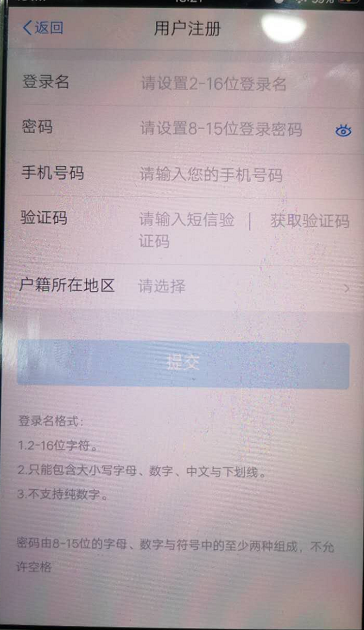 返回 用户注册
登录名 请设置2-16位登录名
密码 请设置8-15位登录密码
手机号码 请输入您的手机号码
验证码 请输入短信验证码 | 获取验证码
户籍所在地区 请选择
提交
登录名格式:
1.2-16位字符。
2.只能包含大小写字母、数字、中文与下划线。
3.不支持纯数字。
密码由8-15位的字母、数字与符号中的至少两种组成，不允
许空格